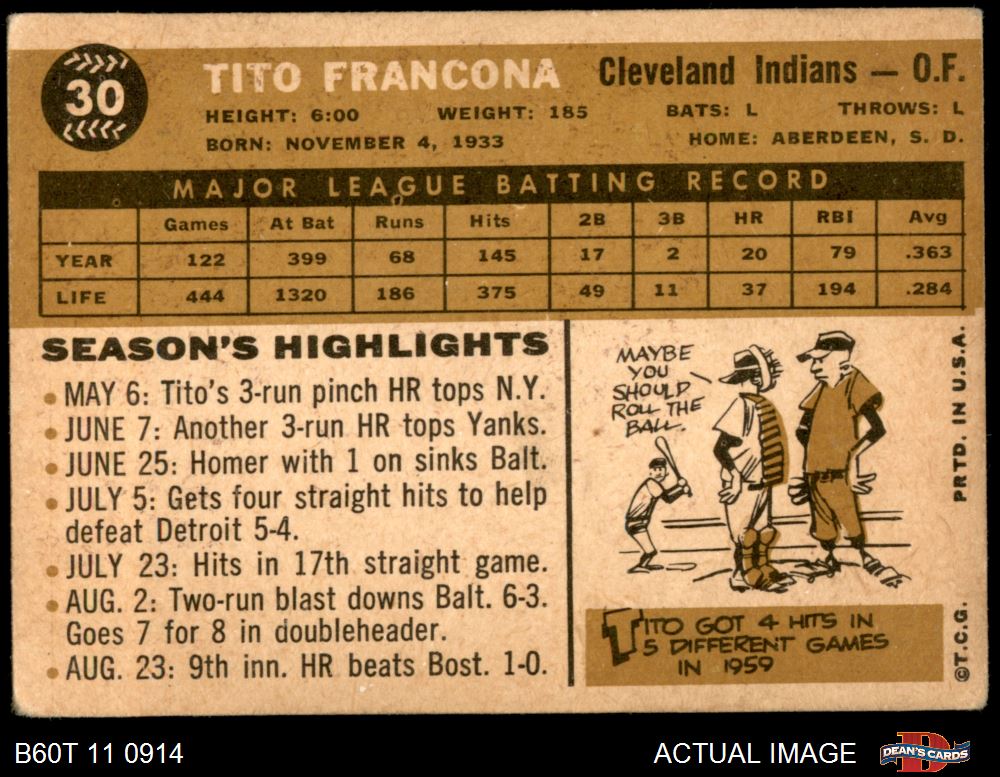 30
TITO FRANCONA Cleveland Indians — O.F.
HEIGHT: 6:00 WEIGHT: 185 BATS: L THROWS: L
BORN: NOVEMBER 4, 1933 HOME: ABERDEEN, S. D.
MAJOR LEAGUE BATTING RECORD
Games At Bat Runs Hits 2B 3B HR RBI Avg
YEAR 122 399 68 145 17 2 20 79 .363
LIFE 444 1320 186 375 49 11 37 194 .284
SEASON'S HIGHLIGHTS
• MAY 6: Tito's 3-run pinch HR tops N.Y.
• JUNE 7: Another 3-run HR tops Yanks.
• JUNE 25: Homer with 1 on sinks Balt.
• JULY 5: Gets four straight hits to help
defeat Detroit 5-4.
• JULY 23: Hits in 17th straight game.
• AUG. 2: Two-run blast downs Balt. 6-3.
Goes 7 for 8 in doubleheader.
• AUG. 23: 9th inn. HR beats Bost. 1-0.
MAYBE
YOU
SHOULD
ROLL THE
BALL.
TITO GOT 4 HITS IN
5 DIFFERENT GAMES
IN 1959
©T.C.G. PRTD. IN U.S.A.
B60T 11 0914 ACTUAL IMAGE
D
DEAN'S CARDS